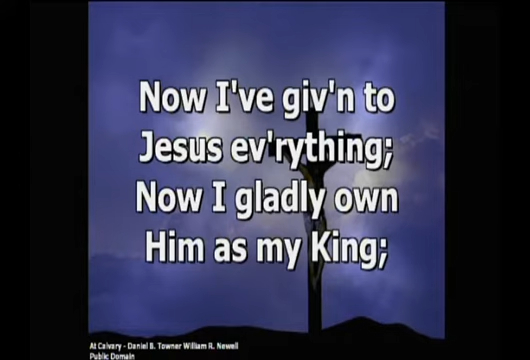 Now I've giv'n to
Jesus ev'rything;
Now I gladly own
Him as my King;
At Calvary - Daniel B. Towner William R. Newell
Public Domain